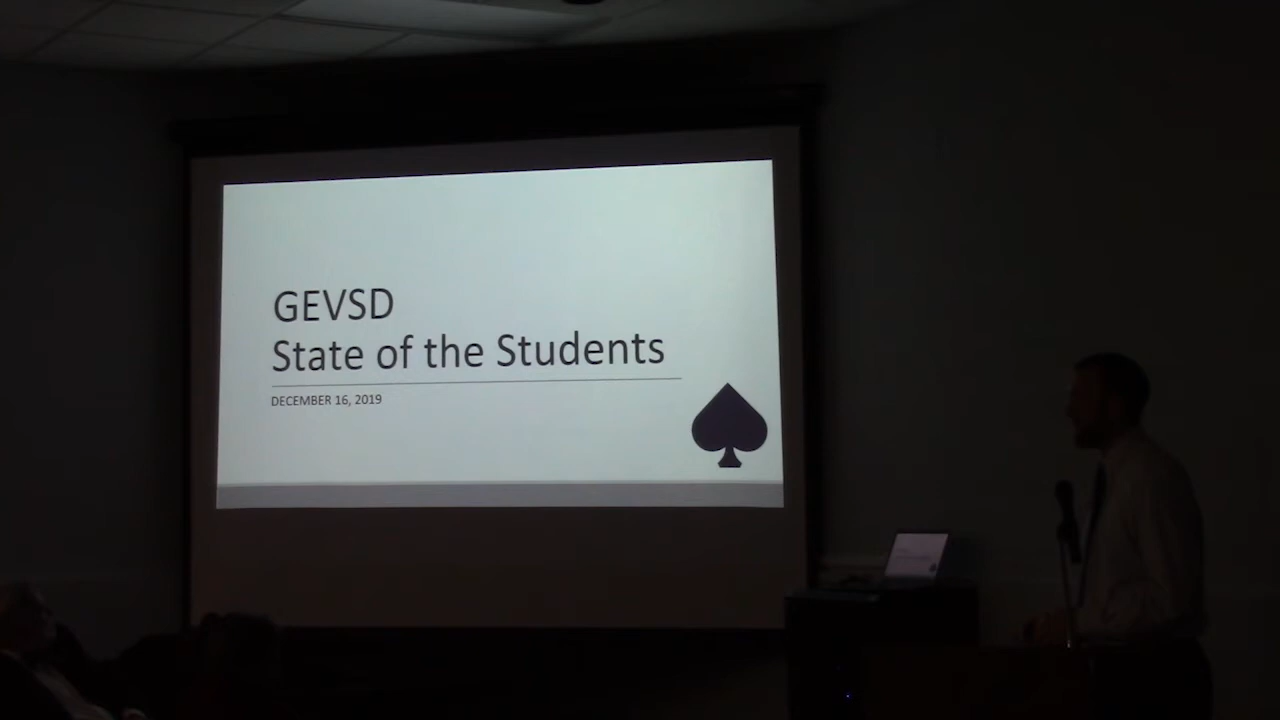 GEVSD
State of the Students
DECEMBER 16, 2019